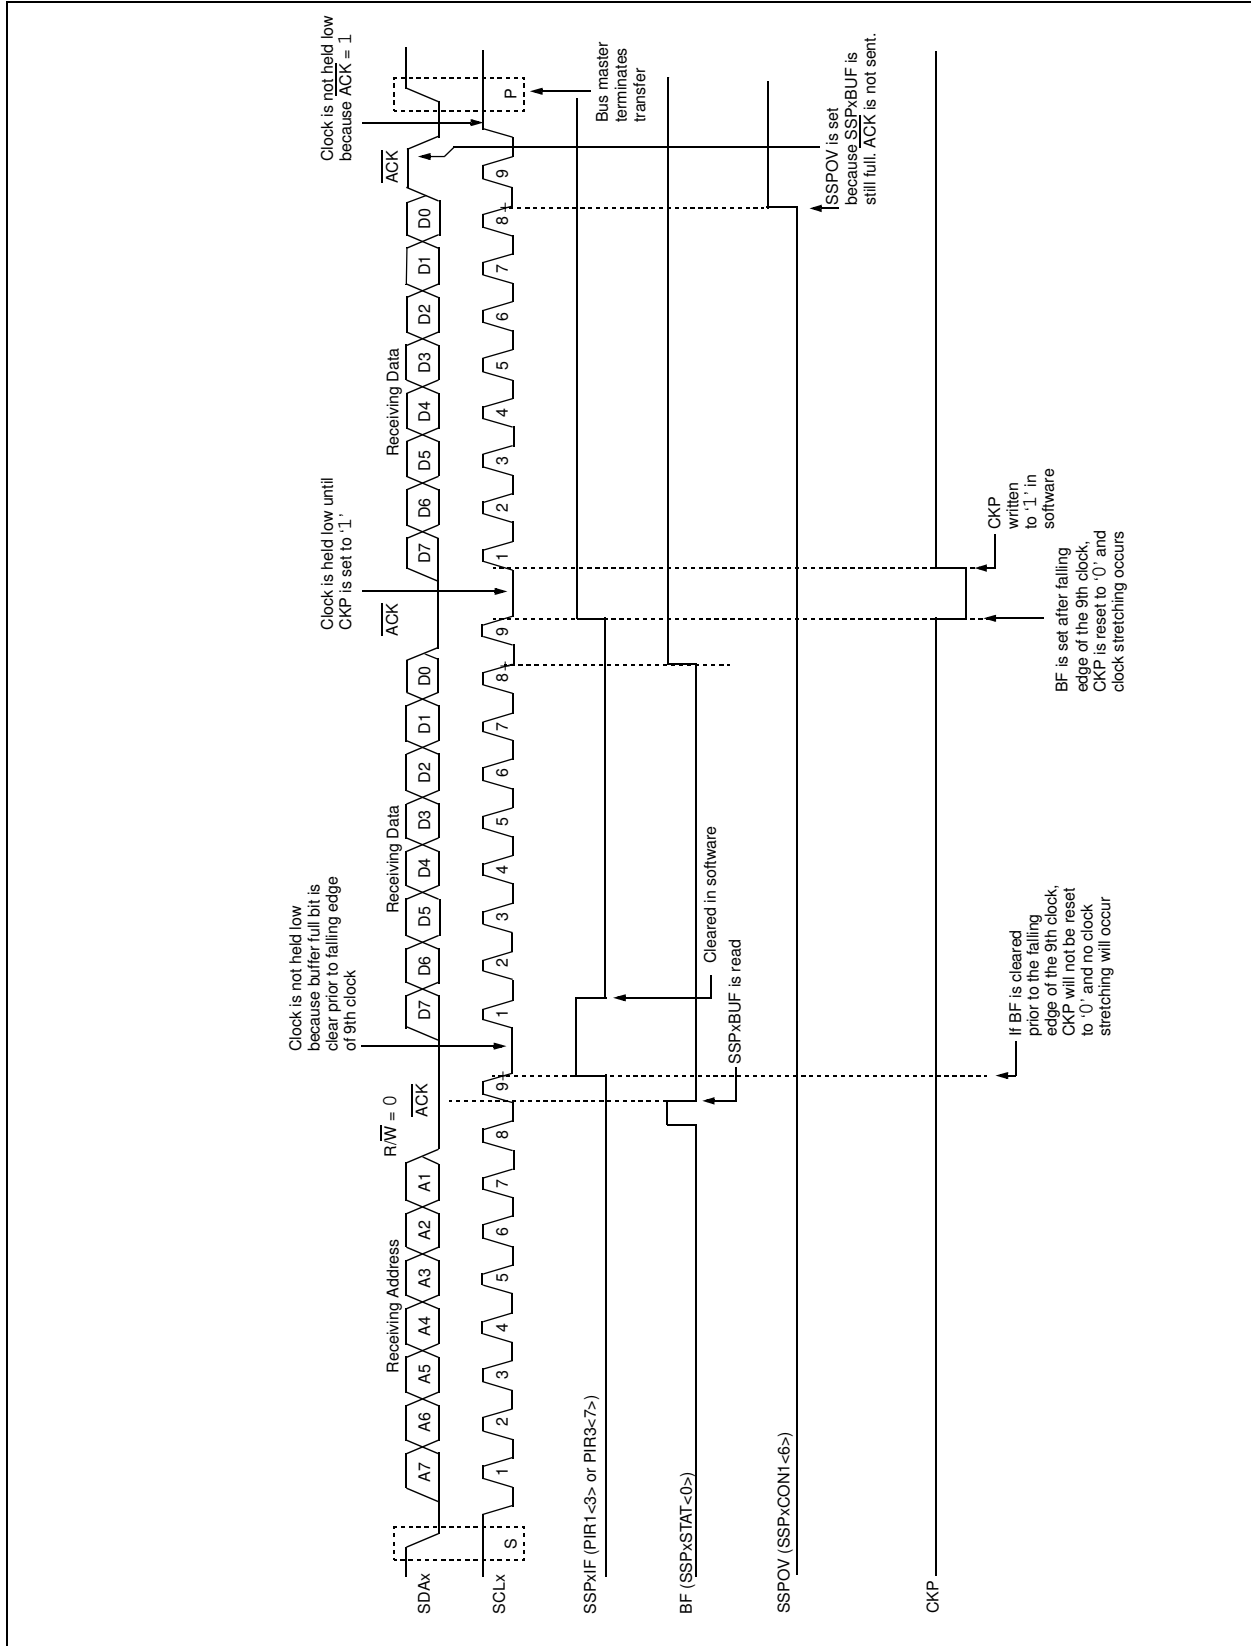 Clock is not held low
because buffer full bit is
clear prior to falling edge
of 9th clock
Clock is held low until
CKP is set to ‘1’
Clock is not held low
because ACK = 1
Receiving Address
R/W = 0
ACK
Receiving Data
ACK
Receiving Data
ACK
SDAx
A7 A6 A5 A4 A3 A2 A1
D7 D6 D5 D4 D3 D2 D1 D0
D7 D6 D5 D4 D3 D2 D1 D0
SCLx
S
1 2 3 4 5 6 7 8 9
1 2 3 4 5 6 7 8 9
1 2 3 4 5 6 7 8 9
P
SSPxIF (PIR1<3> or PIR3<7>)
Bus master
terminates
transfer
Cleared in software
BF (SSPxSTAT<0>)
SSPxBUF is read
SSPOV (SSPxCON1<6>)
SSPOV is set
because SSPxBUF is
still full. ACK is not sent.
CKP
CKP
written
to ‘1’ in
software
If BF is cleared
prior to the falling
edge of the 9th clock,
CKP will not be reset
to ‘0’ and no clock
stretching will occur
BF is set after falling
edge of the 9th clock,
CKP is reset to ‘0’ and
clock stretching occurs